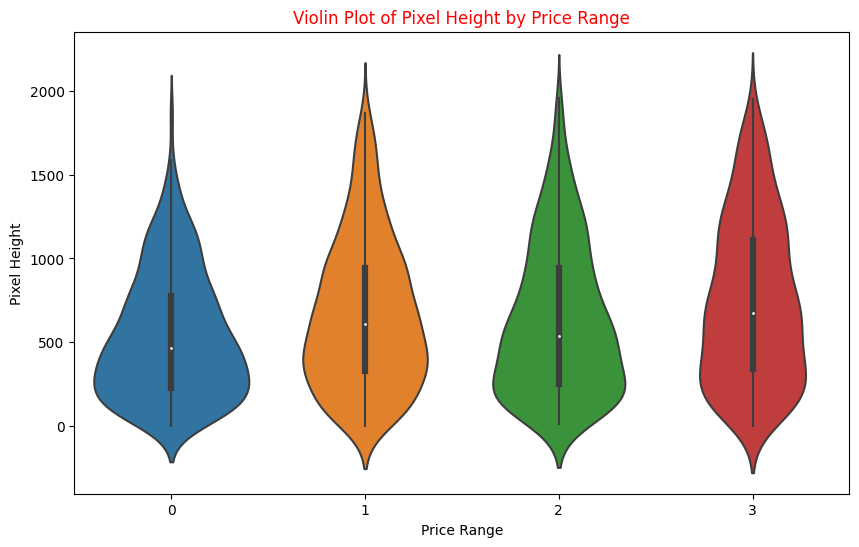 Violin Plot of Pixel Height by Price Range
2000
1500
1000
500
0
Pixel Height
0 1 2 3
Price Range